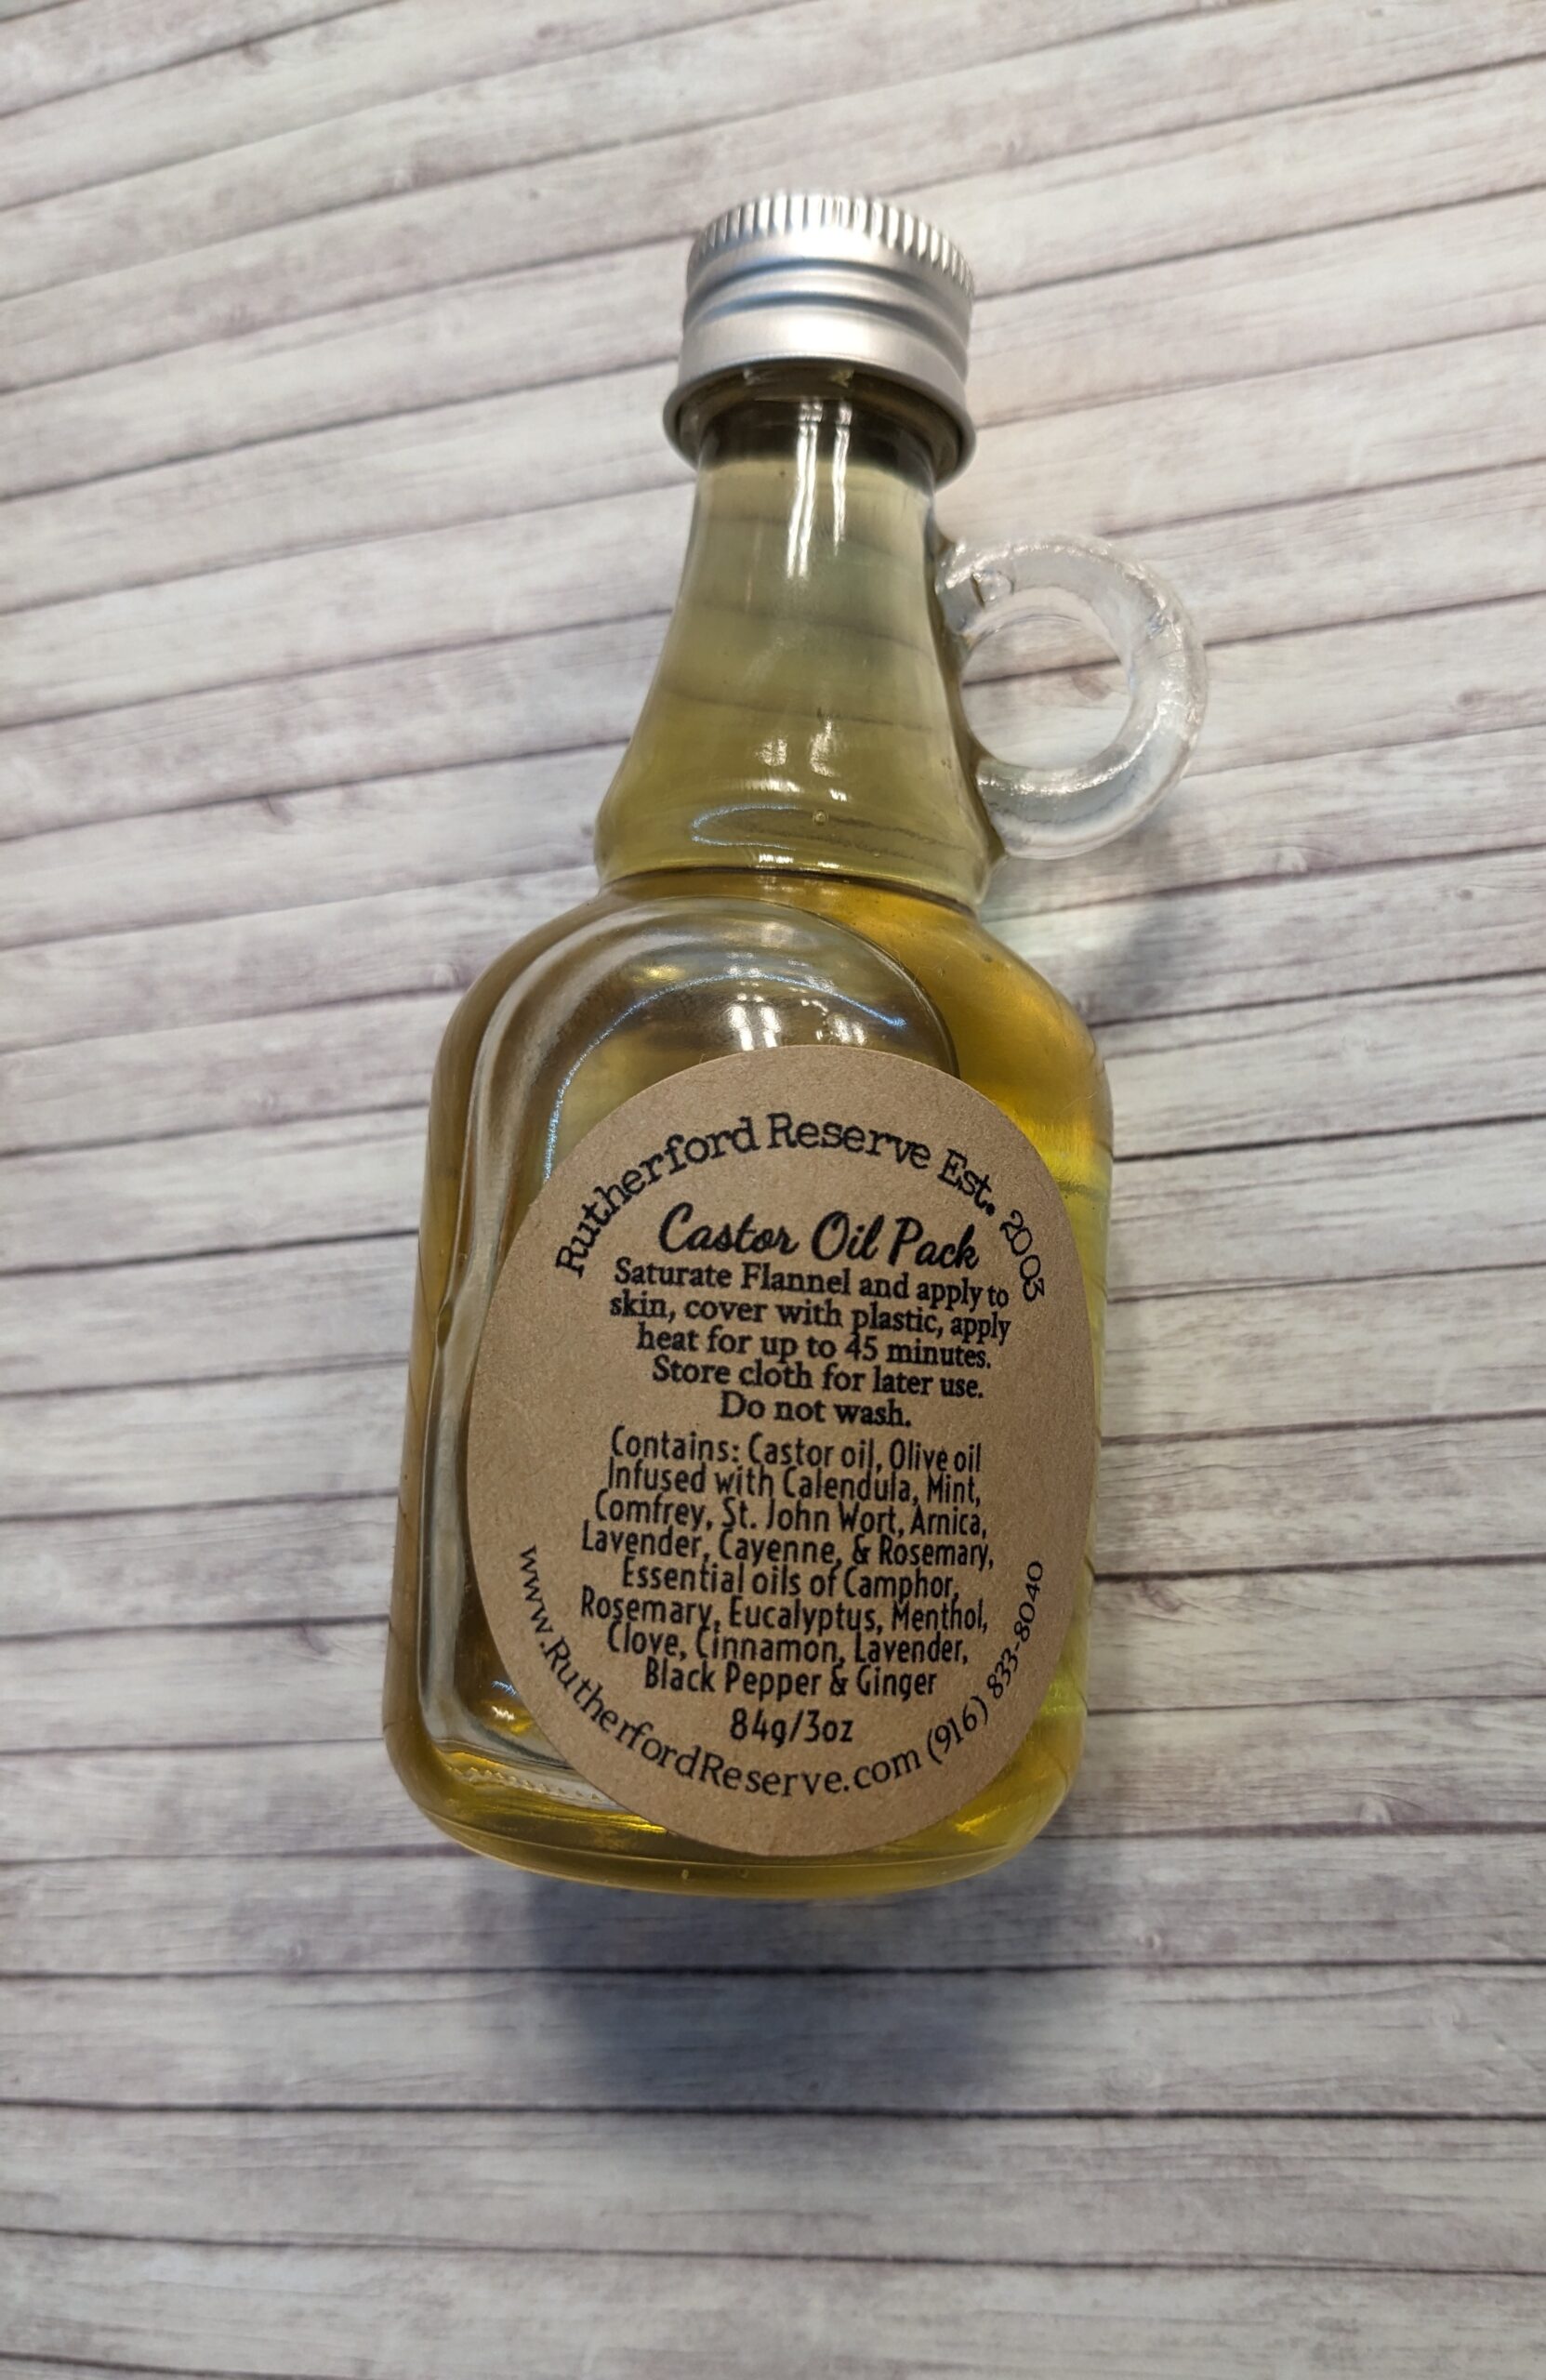 Rutherford Reserve Est. 2003
Castor Oil Pack
Saturate Flannel and apply to
skin, cover with plastic, apply
heat for up to 45 minutes.
Store cloth for later use.
Do not wash.
Contains: Castor oil, Olive oil
Infused with Calendula, Mint,
Comfrey, St. John Wort, Arnica,
Lavender, Cayenne, & Rosemary,
Essential oils of Camphor,
Rosemary, Eucalyptus, Menthol,
Clove, Cinnamon, Lavender,
Black Pepper & Ginger
84g/3oz
www.RutherfordReserve.com (916) 833-8040